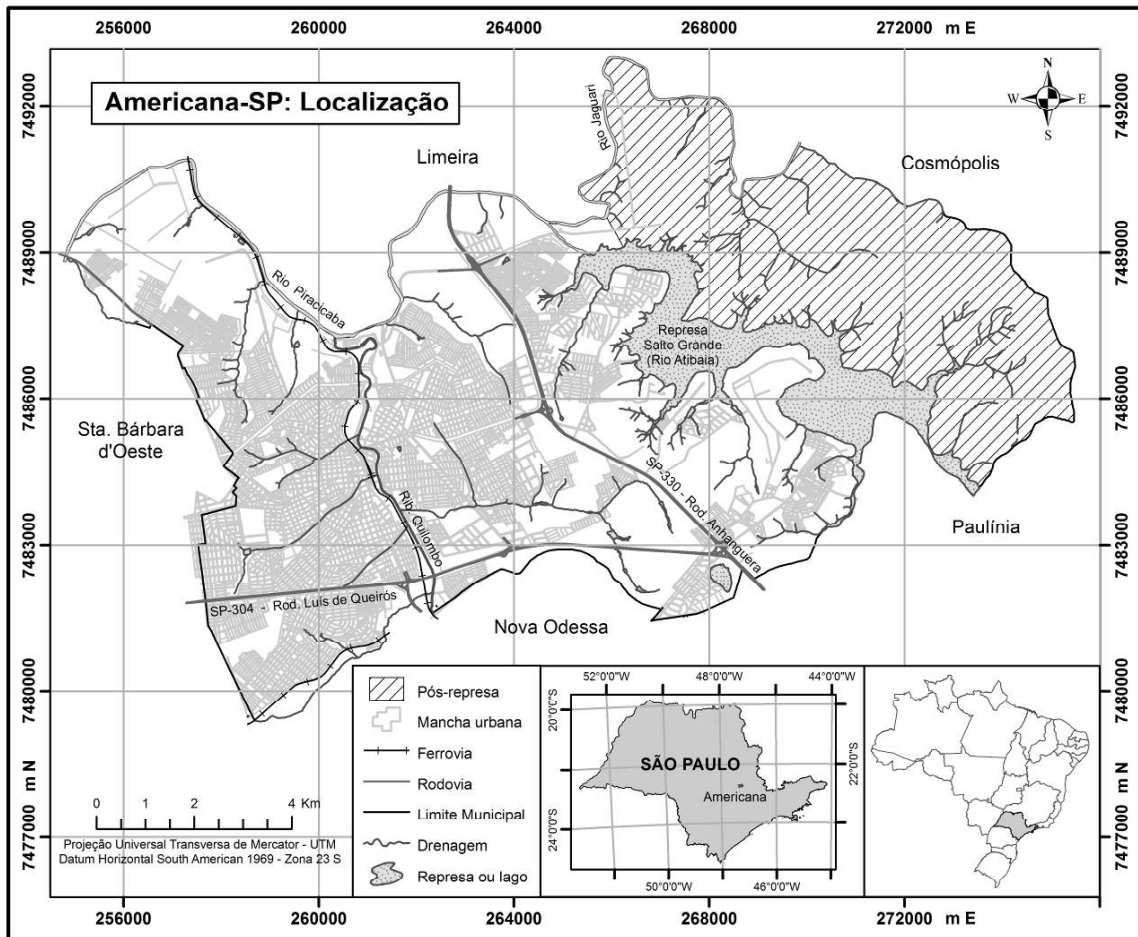 256000
260000
264000
268000
272000 m E
7492000
7489000
7486000
7483000
7480000
7477000 m N
7492000
7489000
7486000
7483000
7480000
7477000 m N
Americana-SP: Localização
N
W
E
S
Limeira
Rio Jaguari
Cosmópolis
Rio Piracicaba
Represa
Salto Grande
(Rio Atibaia)
Sta. Bárbara
d'Oeste
Rib. Quilombo
SP-330 - Rod. Anhanguera
Paulínia
SP-304 - Rod. Luis de Queirós
Nova Odessa
Pós-represa
Mancha urbana
Ferrovia
Rodovia
Limite Municipal
Drenagem
Represa ou lago
0 1 2 4 Km
Projeção Universal Transversa de Mercator - UTM
Datum Horizontal South American 1969 - Zona 23 S
52°0'0"W
48°0'0"W
44°0'0"W
20°0'0"S
22°0'0"S
24°0'0"S
50°0'0"W
46°0'0"W
SÃO PAULO
Americana
256000
260000
264000
268000
272000 m E